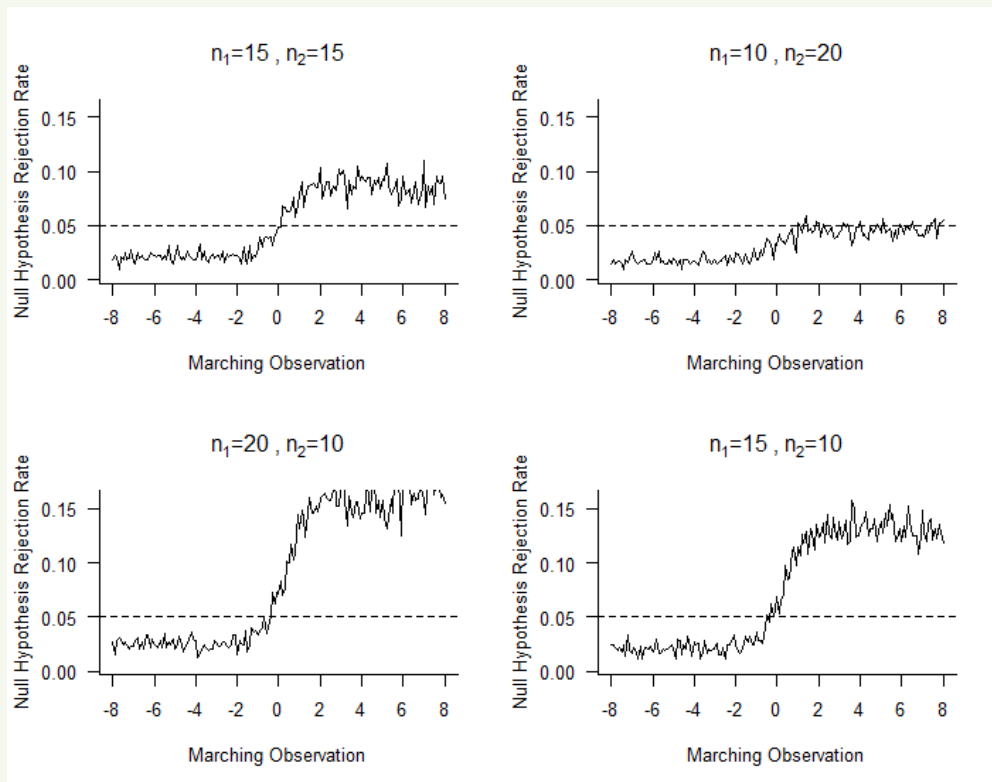 n₁=15 , n₂=15
Null Hypothesis Rejection Rate
0.15
0.10
0.05
0.00
-8 -6 -4 -2 0 2 4 6 8
Marching Observation
n₁=10 , n₂=20
Null Hypothesis Rejection Rate
0.15
0.10
0.05
0.00
-8 -6 -4 -2 0 2 4 6 8
Marching Observation
n₁=20 , n₂=10
Null Hypothesis Rejection Rate
0.15
0.10
0.05
0.00
-8 -6 -4 -2 0 2 4 6 8
Marching Observation
n₁=15 , n₂=10
Null Hypothesis Rejection Rate
0.15
0.10
0.05
0.00
-8 -6 -4 -2 0 2 4 6 8
Marching Observation